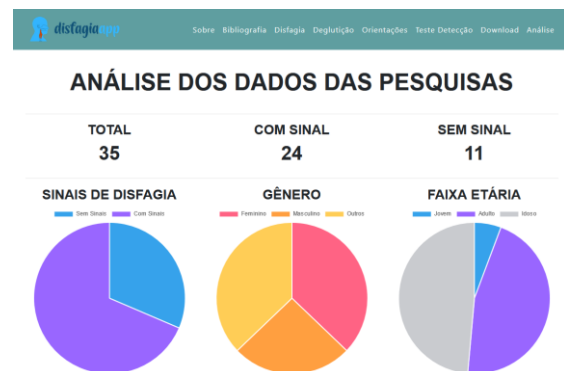 disfagiaapp
Sobre Bibliografia Disfagia Deglutição Orientações Teste Detecção Download Análise
ANÁLISE DOS DADOS DAS PESQUISAS
TOTAL COM SINAL SEM SINAL
35 24 11
SINAIS DE DISFAGIA GÊNERO FAIXA ETÁRIA
Sem Sinais Com Sinais Feminino Masculino Outros Jovem Adulto Idoso